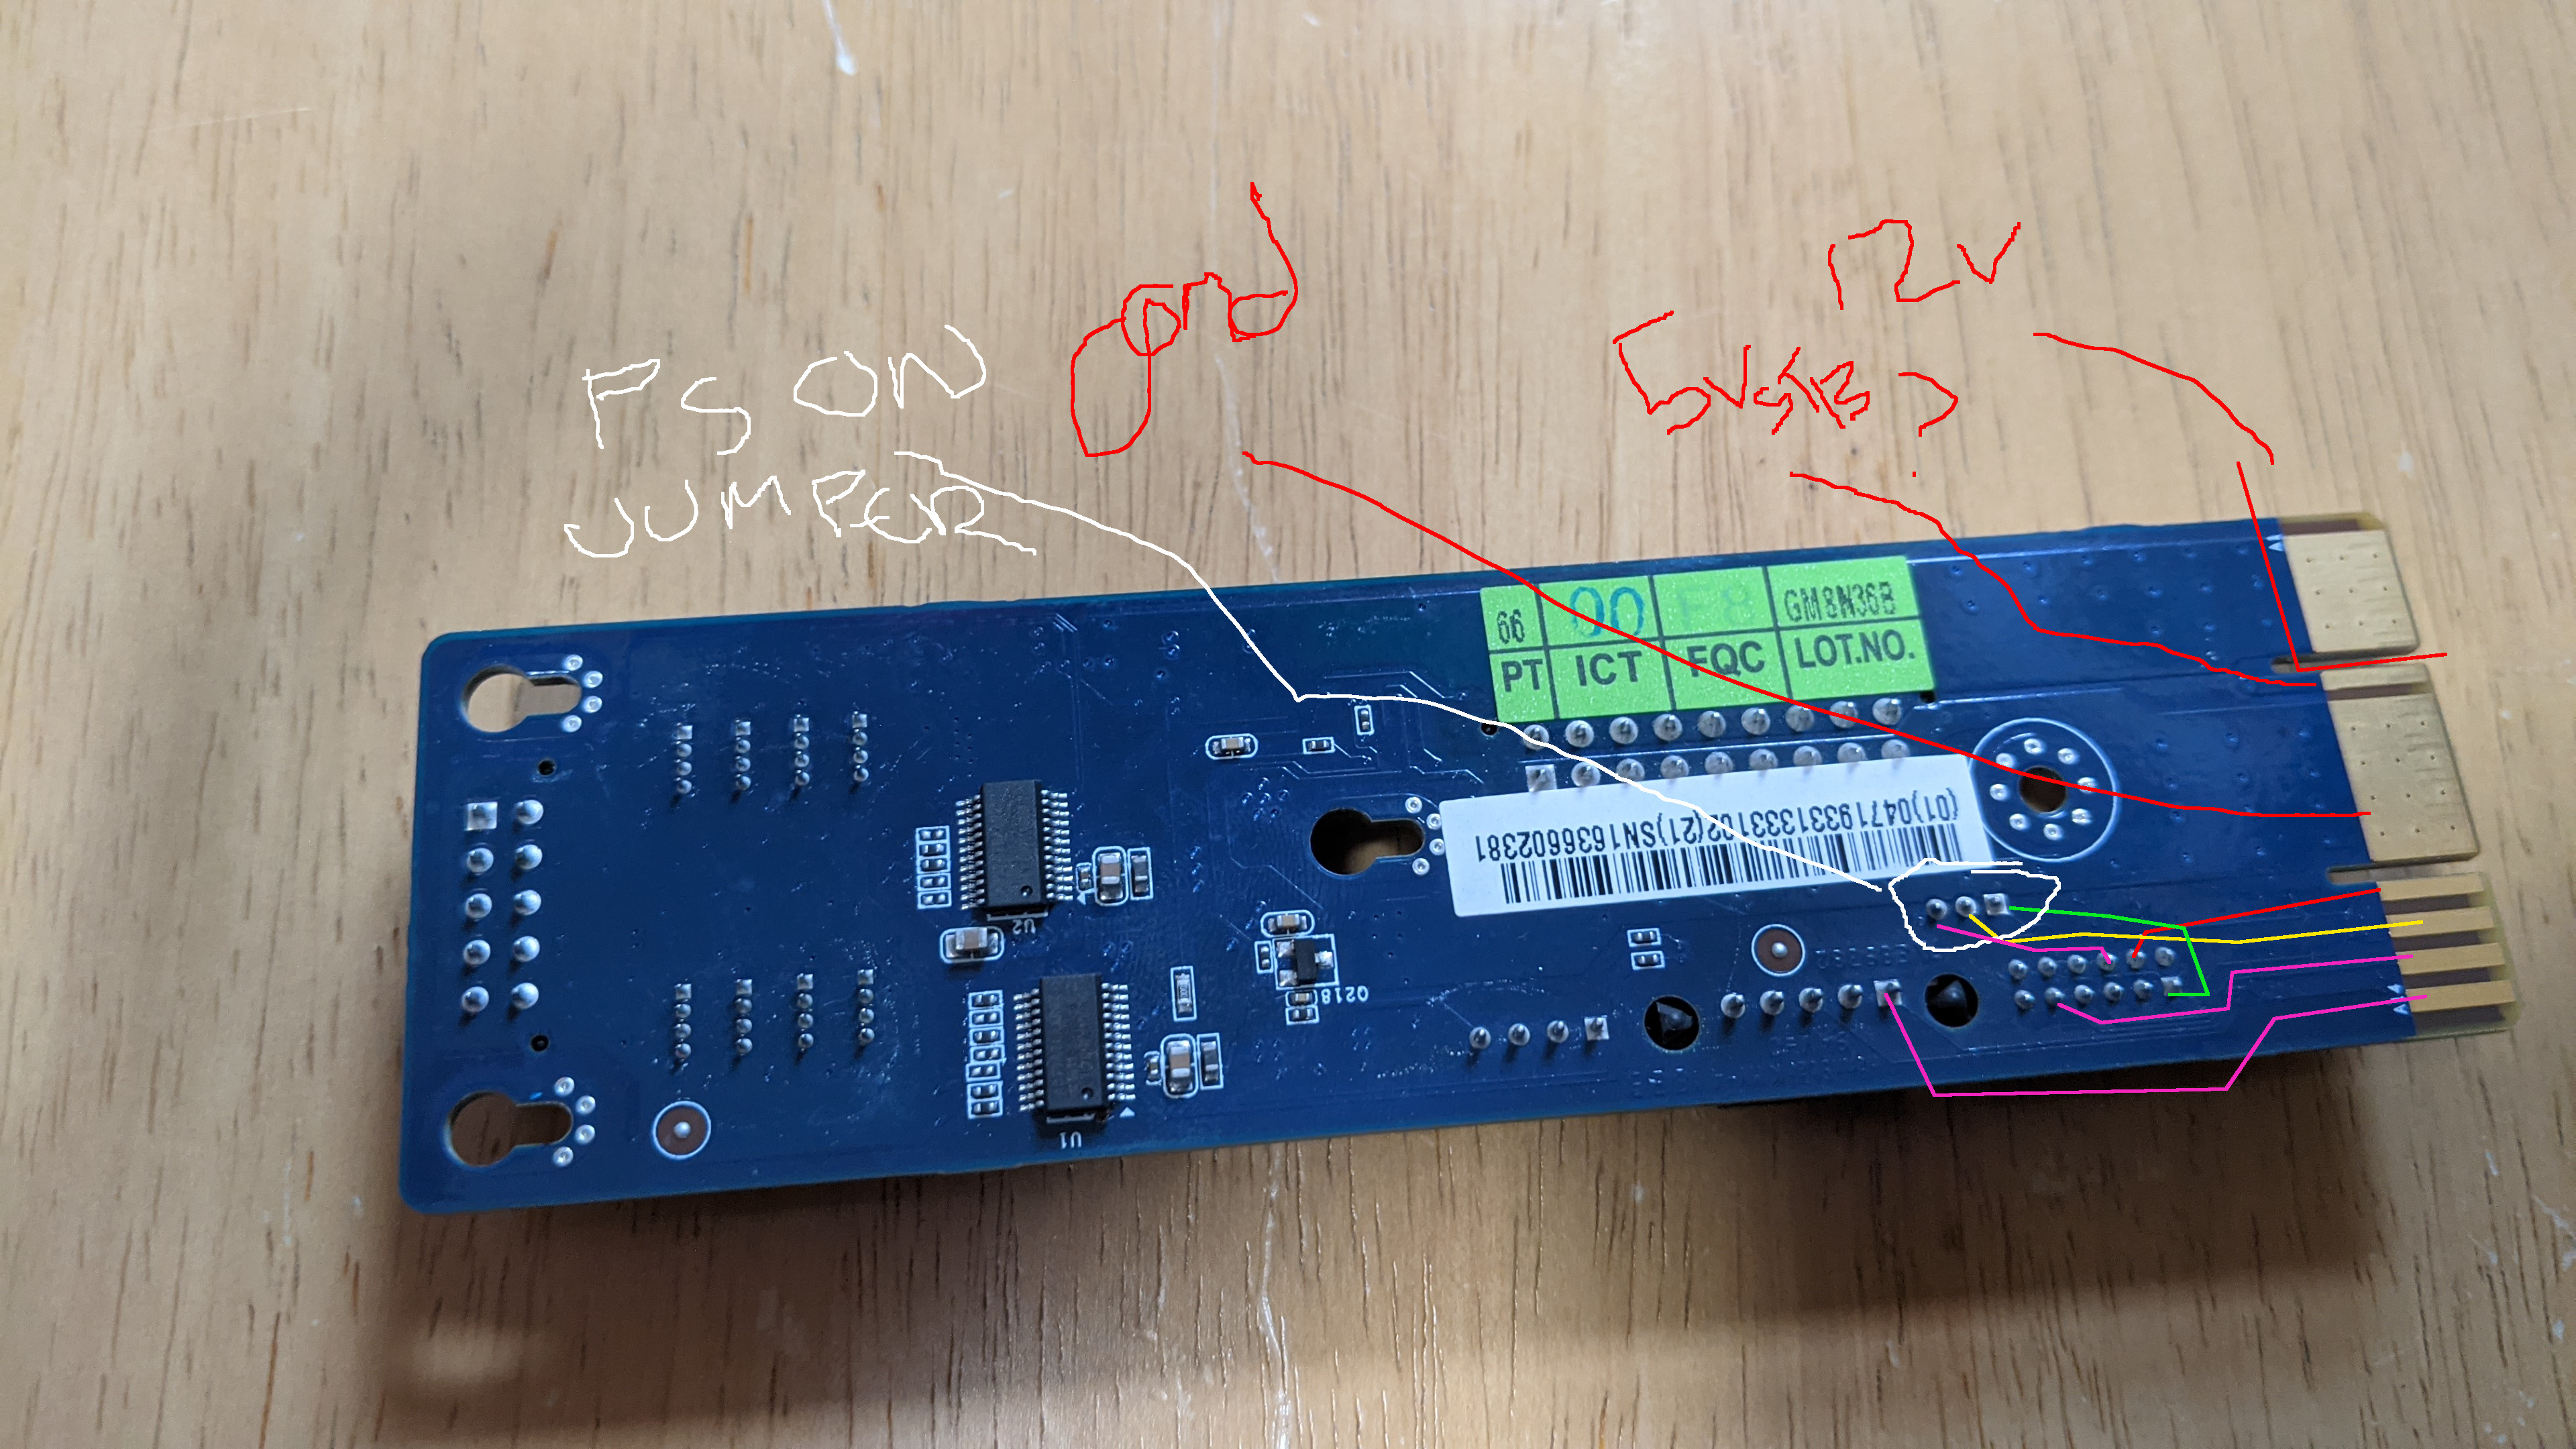 Gnd
12V
5VSB?
PS ON
JUMPER
66 00 F8 GM8N36B
PT ICT FQC LOT.NO.
(01)04719331333102(21)SN1636602381
U2
Q218
U1